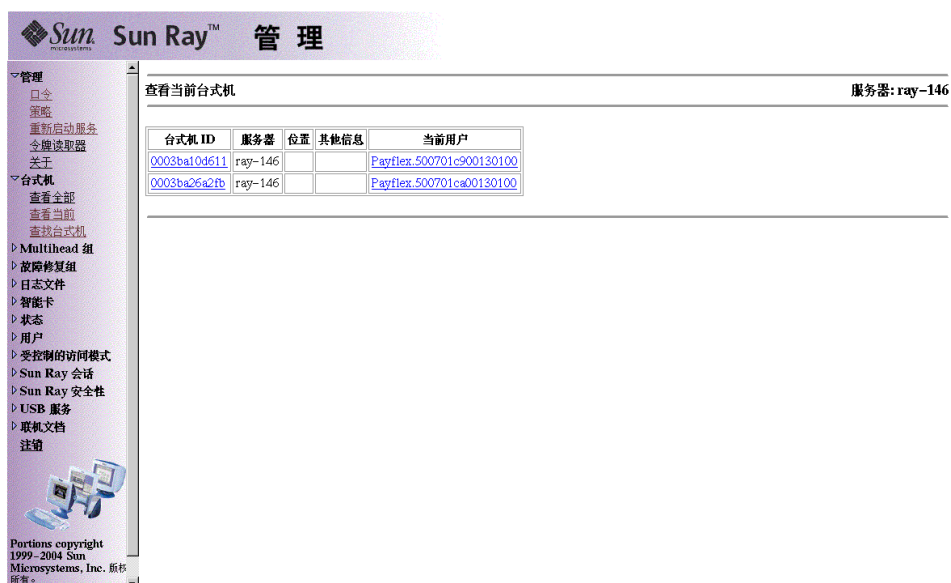 Sun microsystems Sun Ray™ 管 理
管理
口令
策略
重新启动服务
令牌读取器
关于
台式机
查看全部
查看当前
查找台式机
Multihead 组
故障修复组
日志文件
智能卡
状态
用户
受控制的访问模式
Sun Ray 会话
Sun Ray 安全性
USB 服务
联机文档
注销
Portions copyright
1999-2004 Sun
Microsystems, Inc. 版权
所有。
查看当前台式机 服务器: ray-146
台式机 ID 服务器 位置 其他信息 当前用户
0003ba10d611 ray-146 Payflex.500701c900130100
0003ba26a2fb ray-146 Payflex.500701ca00130100